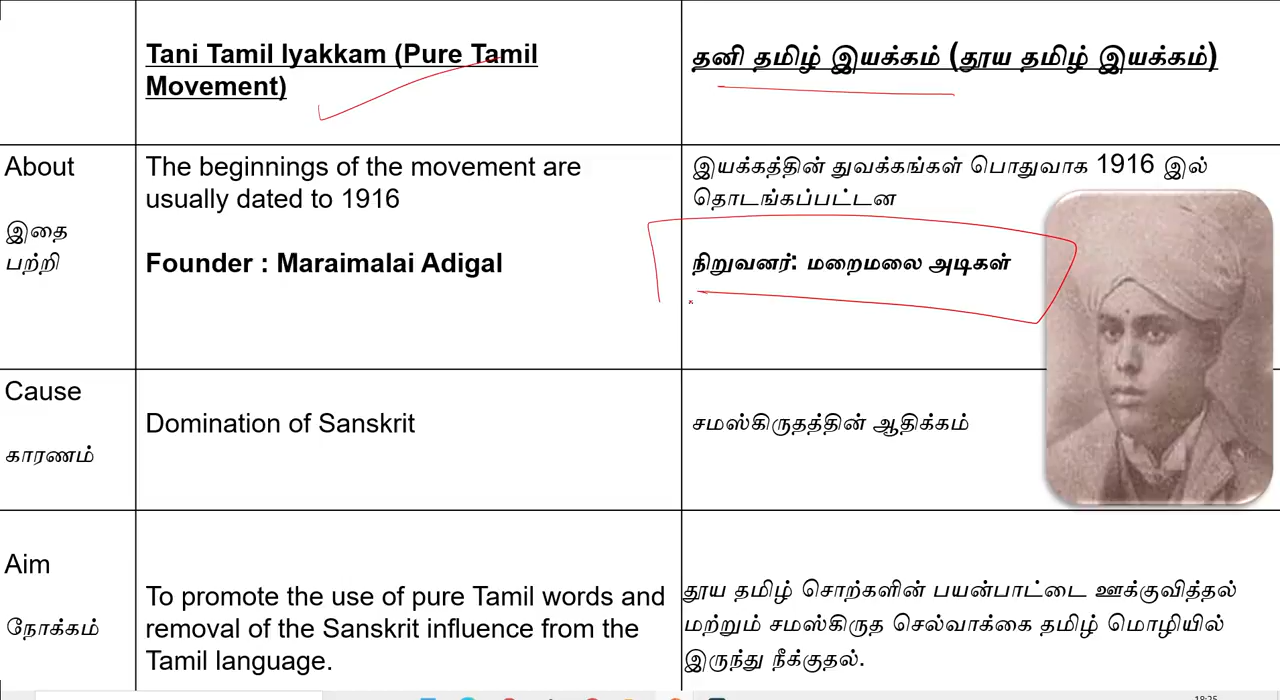 Tani Tamil Iyakkam (Pure Tamil
Movement)
தனி தமிழ் இயக்கம் (தூய தமிழ் இயக்கம்)
About
இதை
பற்றி
The beginnings of the movement are
usually dated to 1916
Founder : Maraimalai Adigal
இயக்கத்தின் துவக்கங்கள் பொதுவாக 1916 இல்
தொடங்கப்பட்டன
நிறுவனர்: மறைமலை அடிகள்
Cause
காரணம்
Domination of Sanskrit
சமஸ்கிருதத்தின் ஆதிக்கம்
Aim
நோக்கம்
To promote the use of pure Tamil words and
removal of the Sanskrit influence from the
Tamil language.
தூய தமிழ் சொற்களின் பயன்பாட்டை ஊக்குவித்தல்
மற்றும் சமஸ்கிருத செல்வாக்கை தமிழ் மொழியில்
இருந்து நீக்குதல்.